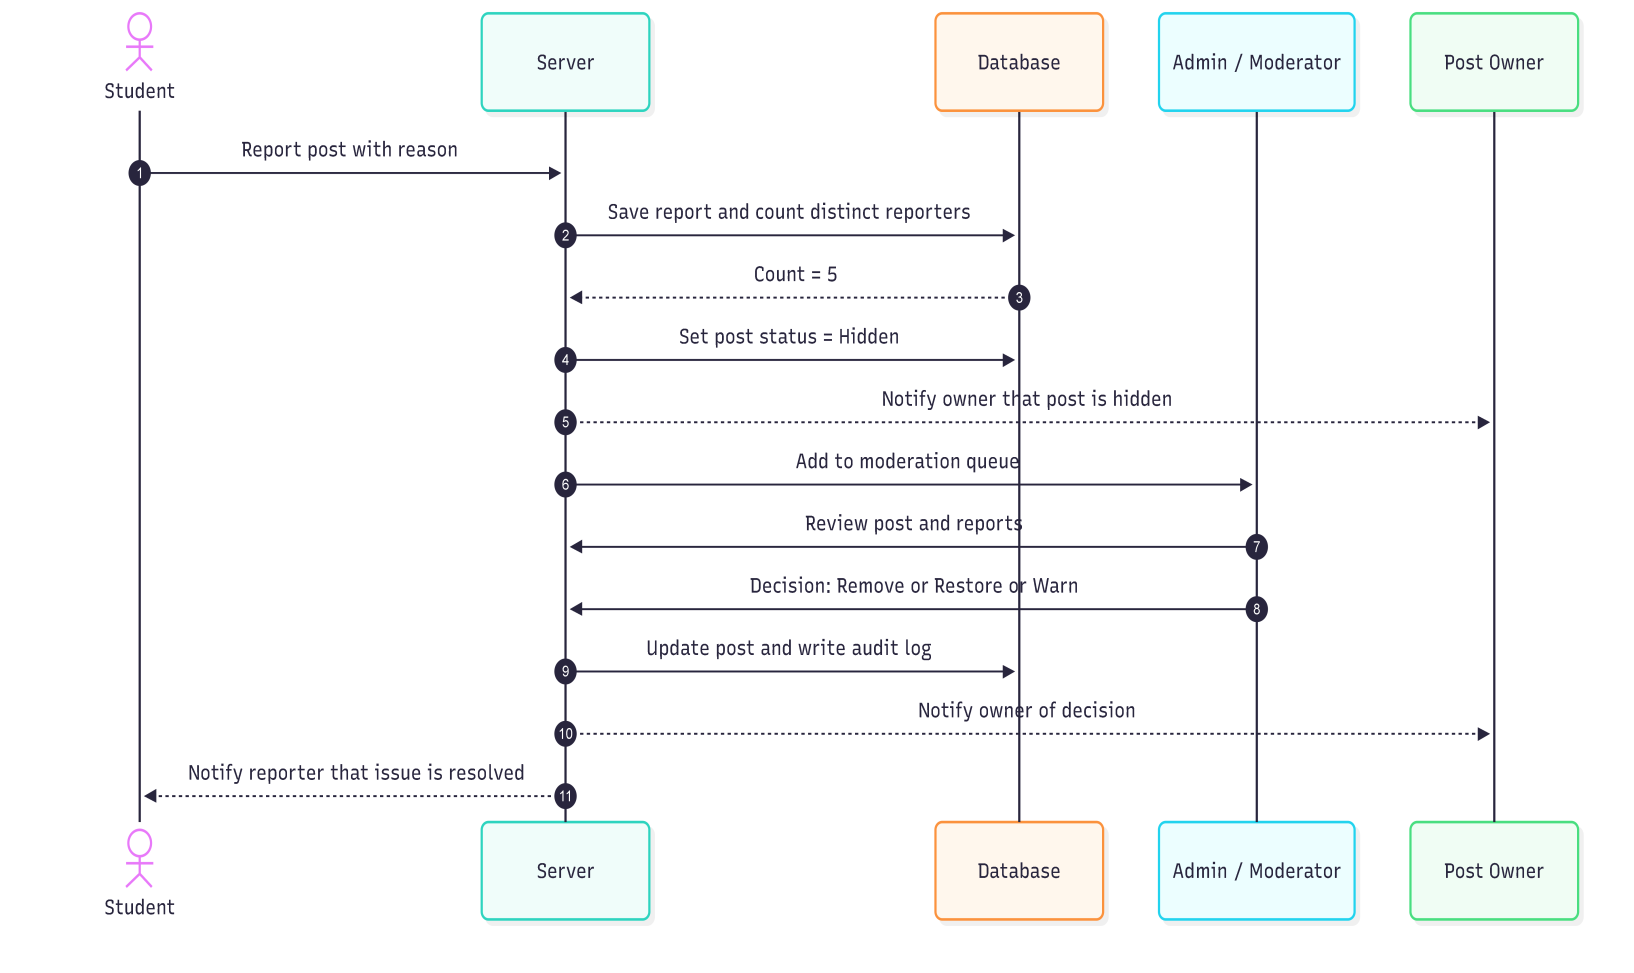 Student
Server
Database
Admin / Moderator
Post Owner
Report post with reason
1
Save report and count distinct reporters
2
Count = 5
3
Set post status = Hidden
4
Notify owner that post is hidden
5
Add to moderation queue
6
Review post and reports
7
Decision: Remove or Restore or Warn
8
Update post and write audit log
9
Notify owner of decision
10
Notify reporter that issue is resolved
11
Student
Server
Database
Admin / Moderator
Post Owner